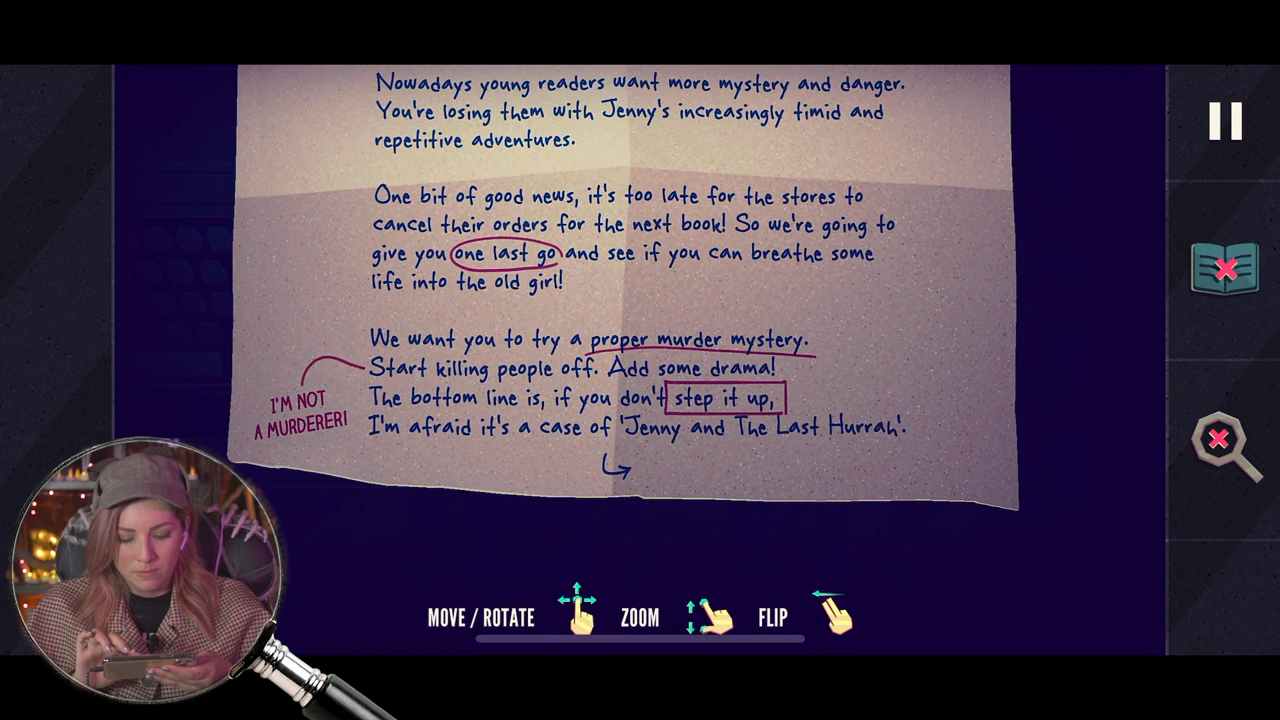 Nowadays young readers want more mystery and danger.
You're losing them with Jenny's increasingly timid and
repetitive adventures.
One bit of good news, it's too late for the stores to
cancel their orders for the next book! So we're going to
give you one last go and see if you can breathe some
life into the old girl!
We want you to try a proper murder mystery.
Start killing people off. Add some drama!
The bottom line is, if you don't step it up,
I'm afraid it's a case of 'Jenny and The Last Hurrah'.
I'M NOT
A MURDERER!
MOVE / ROTATE ZOOM FLIP